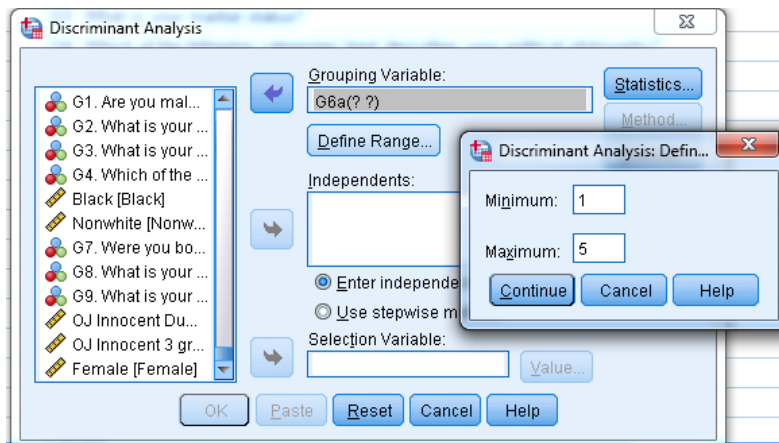 Discriminant Analysis
Grouping Variable:
G6a(? ?)
Define Range...
Statistics...
Method...
G1. Are you mal...
G2. What is your ...
G3. What is your ...
G4. Which of the ...
Black [Black]
Nonwhite [Nonw...
G7. Were you bo...
G8. What is your ...
G9. What is your ...
OJ Innocent Du...
OJ Innocent 3 gr...
Female [Female]
Independents:
Enter independe
Use stepwise m
Selection Variable:
Value...
OK
Paste
Reset
Cancel
Help
Discriminant Analysis: Defin...
Minimum: 1
Maximum: 5
Continue
Cancel
Help